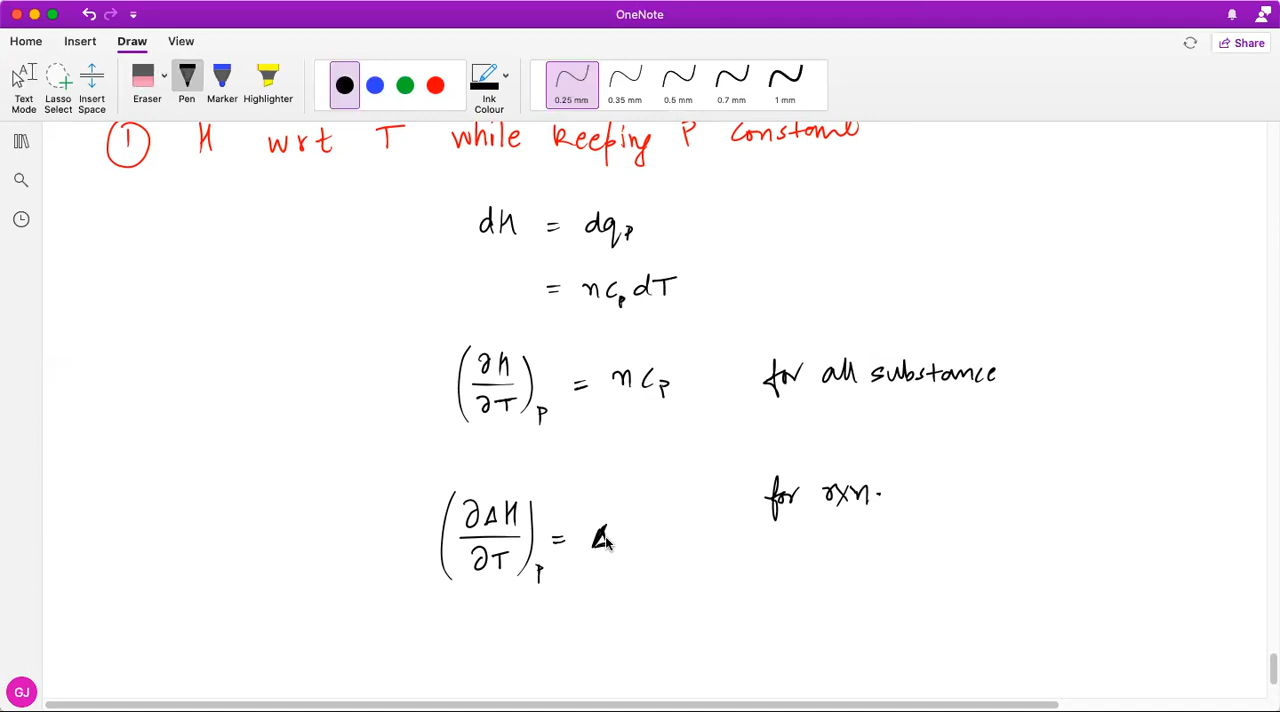 OneNote
Home Insert Draw View
Share
Text Mode
Lasso Select
Insert Space
Eraser
Pen
Marker
Highlighter
Ink Colour
0.25 mm
0.35 mm
0.5 mm
0.7 mm
1 mm
① H wrt T while keeping P constant
dH = dq_P
= n C_P dT
(∂H/∂T)_P = n C_P for all substance
for rxn.
(∂ΔH/∂T)_P = Δ
GJ